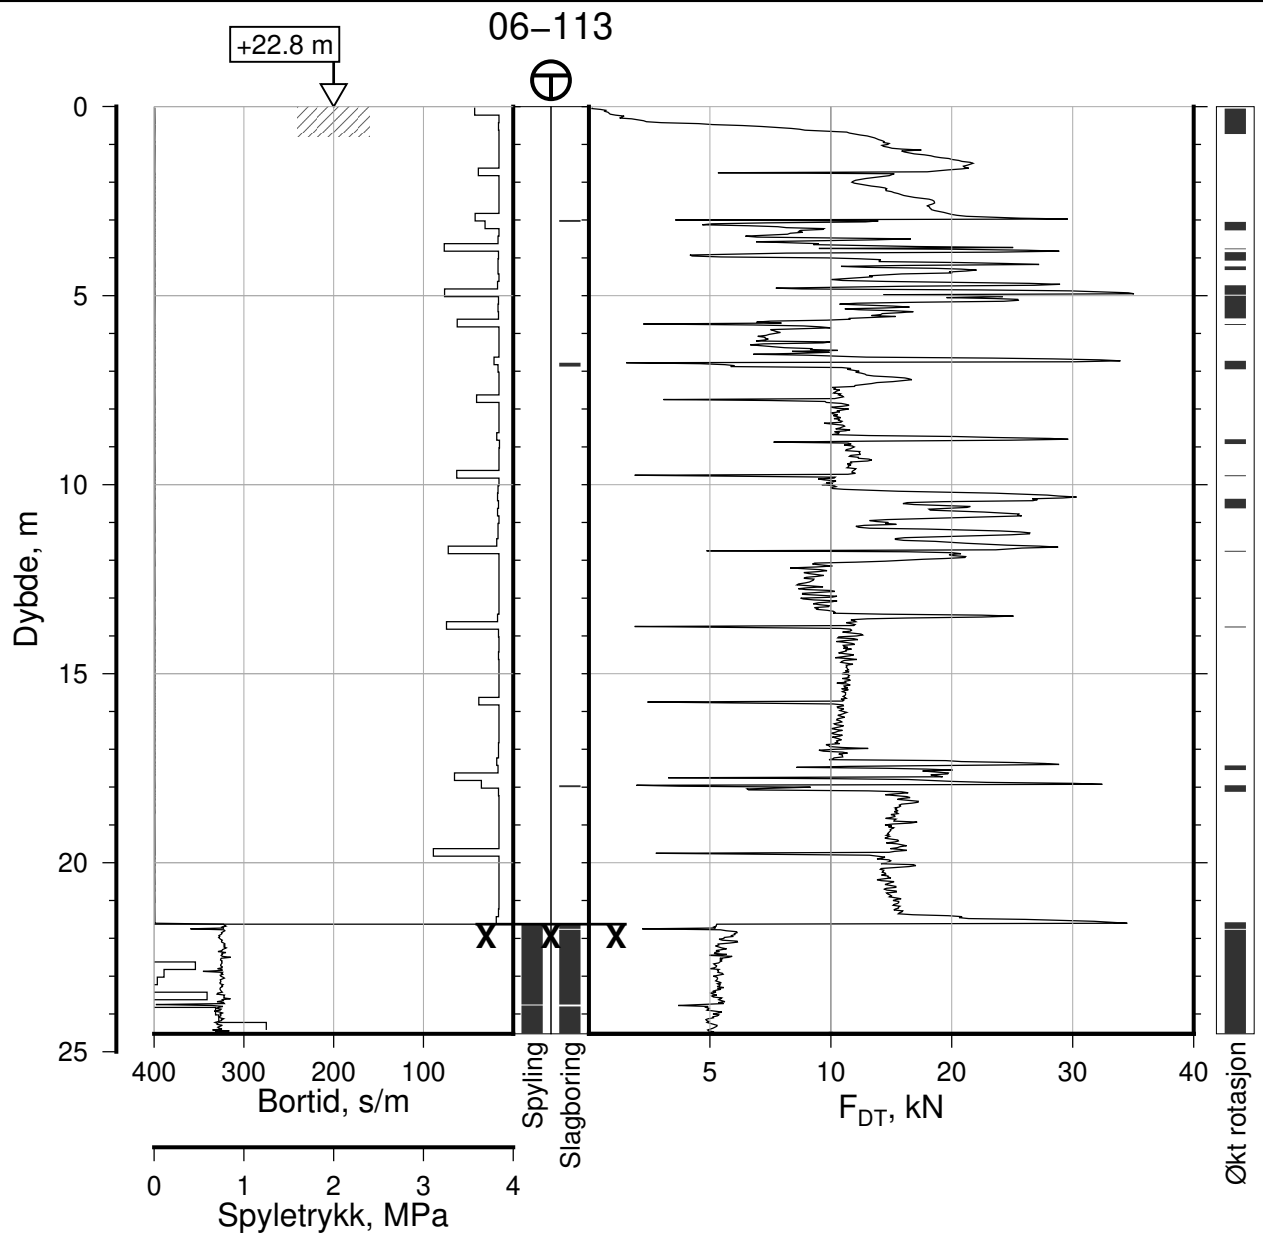 06–113
+22.8 m
0
5
10
15
20
25
Dybde, m
400 300 200 100
Bortid, s/m
0 1 2 3 4
Spyletrykk, MPa
Spyling
Slagboring
X X X
5 10 20 30 40
FDT, kN
Økt rotasjon